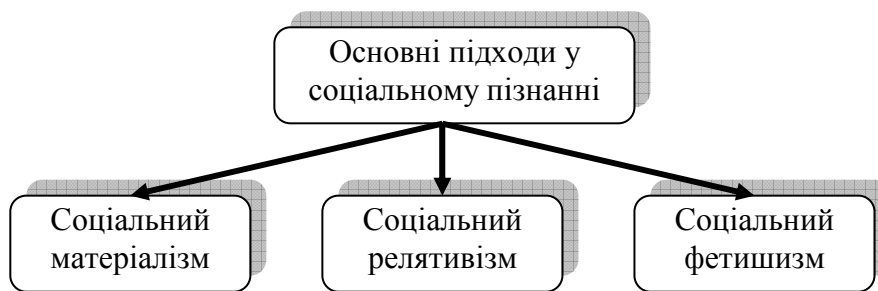 Основні підходи у
соціальному пізнанні
Соціальний
матеріалізм
Соціальний
релятивізм
Соціальний
фетишизм